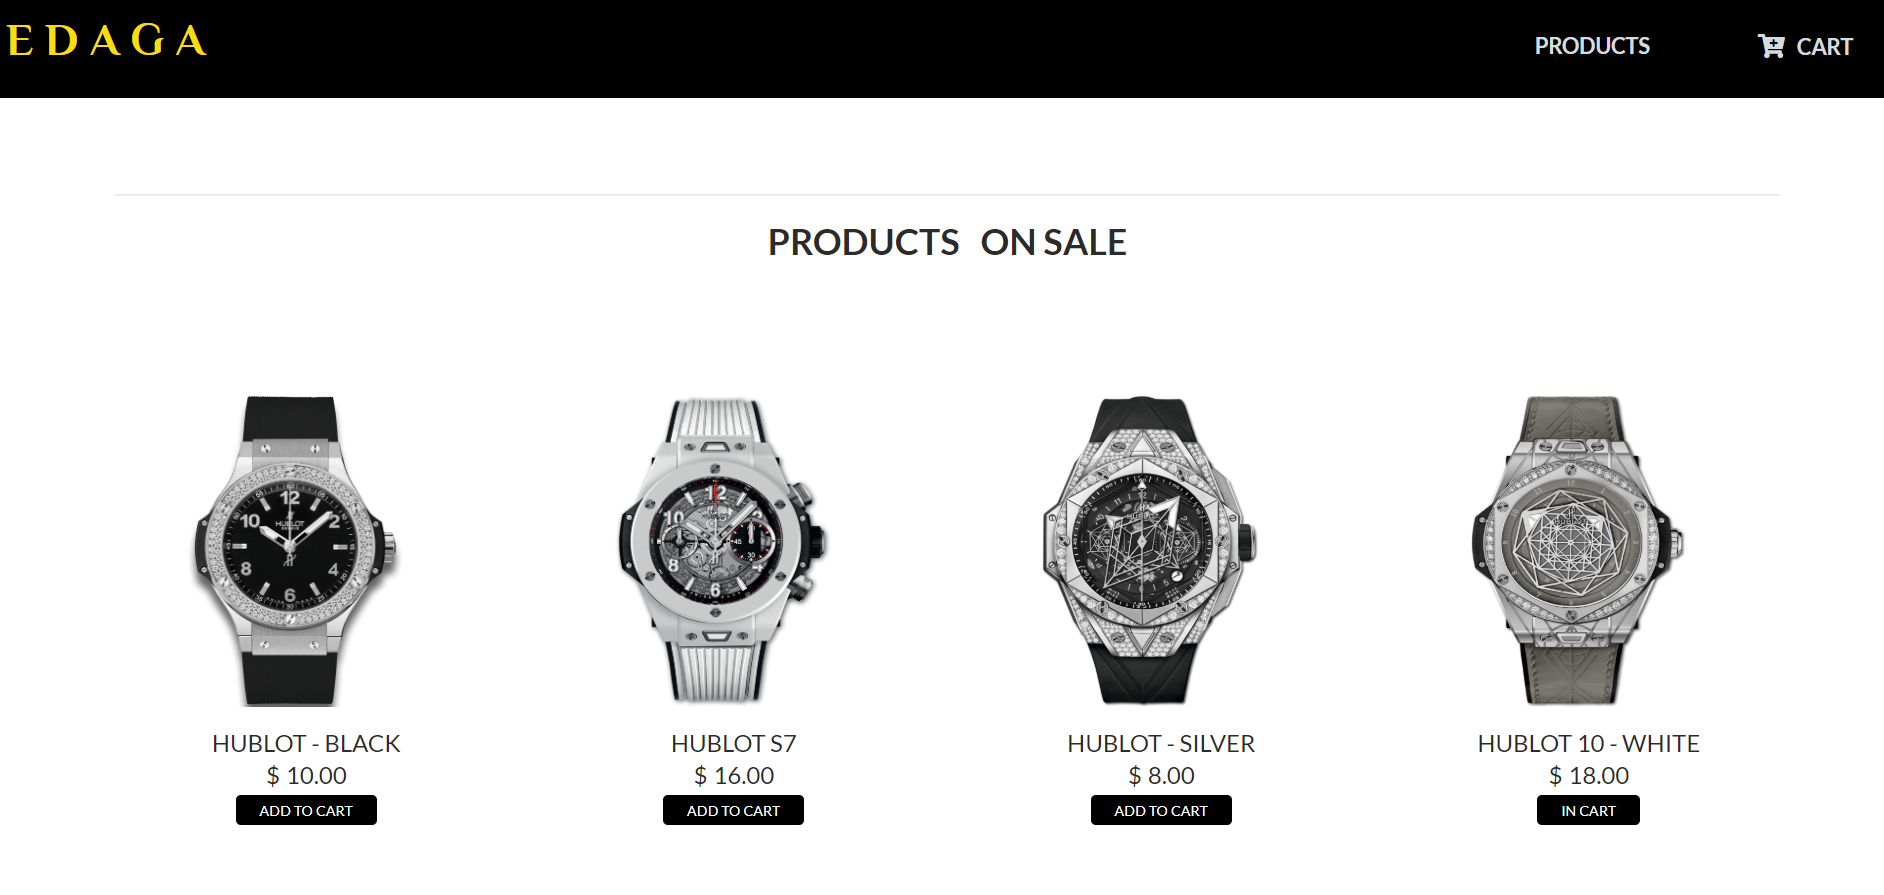 EDAGA
PRODUCTS
CART
PRODUCTS ON SALE
HUBLOT
HUBLOT - BLACK
$ 10.00
ADD TO CART
HUBLOT S7
$ 16.00
ADD TO CART
HUBLOT - SILVER
$ 8.00
ADD TO CART
HUBLOT 10 - WHITE
$ 18.00
IN CART